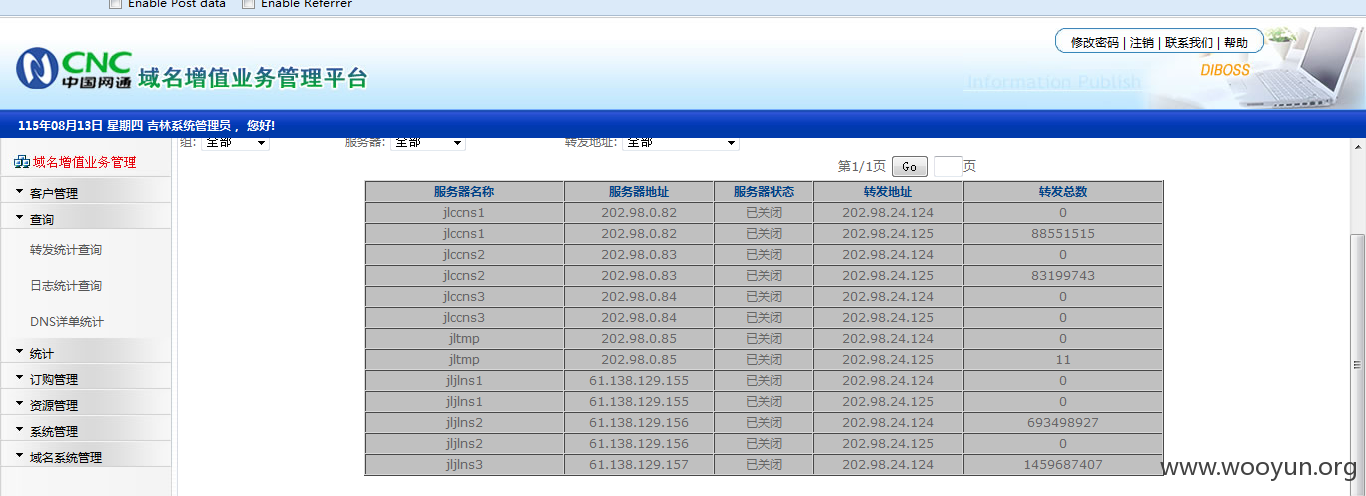 Enable Post data Enable Referrer
修改密码 | 注销 | 联系我们 | 帮助
CNC
中国网通 域名增值业务管理平台
DIBOSS
Information Publish
115年08月13日 星期四 吉林系统管理员 ，您好!
组: 全部 服务器: 全部 转发地址: 全部
域名增值业务管理
客户管理
查询
转发统计查询
日志统计查询
DNS详单统计
统计
订购管理
资源管理
系统管理
域名系统管理
第1/1页 Go 页
服务器名称 服务器地址 服务器状态 转发地址 转发总数
jlccns1 202.98.0.82 已关闭 202.98.24.124 0
jlccns1 202.98.0.82 已关闭 202.98.24.125 88551515
jlccns2 202.98.0.83 已关闭 202.98.24.124 0
jlccns2 202.98.0.83 已关闭 202.98.24.125 83199743
jlccns3 202.98.0.84 已关闭 202.98.24.124 0
jlccns3 202.98.0.84 已关闭 202.98.24.125 0
jltmp 202.98.0.85 已关闭 202.98.24.124 0
jltmp 202.98.0.85 已关闭 202.98.24.125 11
jljlns1 61.138.129.155 已关闭 202.98.24.124 0
jljlns1 61.138.129.155 已关闭 202.98.24.125 0
jljlns2 61.138.129.156 已关闭 202.98.24.124 693498927
jljlns2 61.138.129.156 已关闭 202.98.24.125 0
jljlns3 61.138.129.157 已关闭 202.98.24.124 1459687407
www.wooyun.org